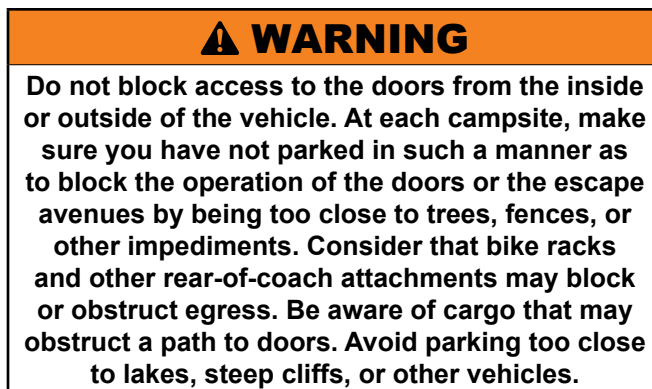 WARNING
Do not block access to the doors from the inside
or outside of the vehicle. At each campsite, make
sure you have not parked in such a manner as
to block the operation of the doors or the escape
avenues by being too close to trees, fences, or
other impediments. Consider that bike racks
and other rear-of-coach attachments may block
or obstruct egress. Be aware of cargo that may
obstruct a path to doors. Avoid parking too close
to lakes, steep cliffs, or other vehicles.